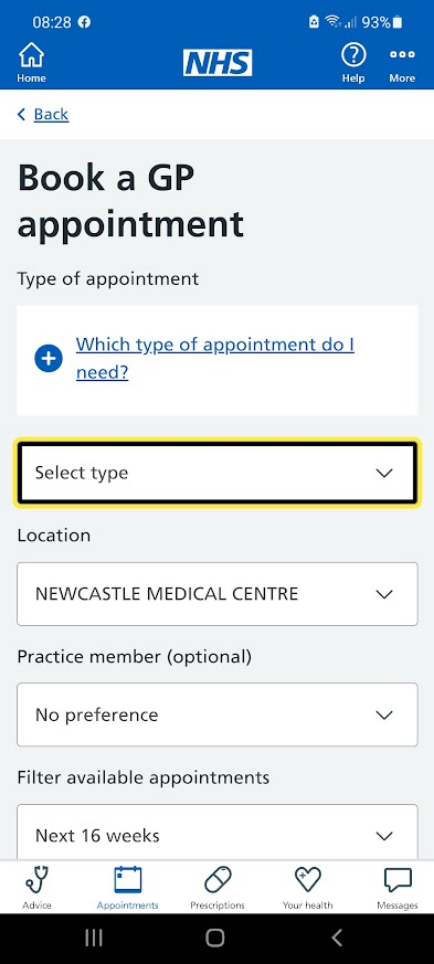 08:28
93%
NHS
Home
Help
More
Back
Book a GP
appointment
Type of appointment
Which type of appointment do I
need?
Select type
Location
NEWCASTLE MEDICAL CENTRE
Practice member (optional)
No preference
Filter available appointments
Next 16 weeks
Advice
Appointments
Prescriptions
Your health
Messages